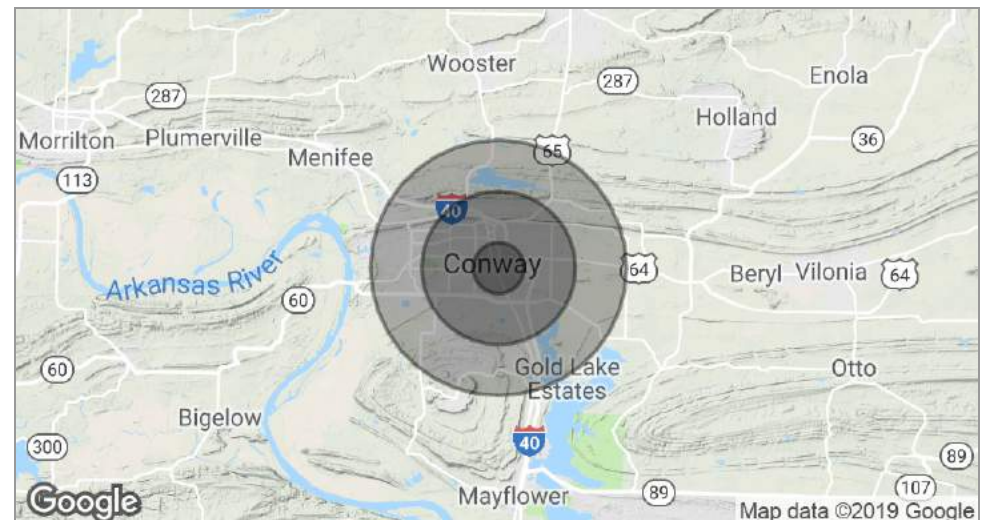 Wooster
287
Enola
287
Holland
Morrilton
Plumerville
65
36
Menifee
113
40
Conway
64
Beryl
Vilonia
64
Arkansas River
60
60
Gold Lake
Estates
Otto
Bigelow
300
40
89
107
89
Mayflower
Google
Map data ©2019 Google